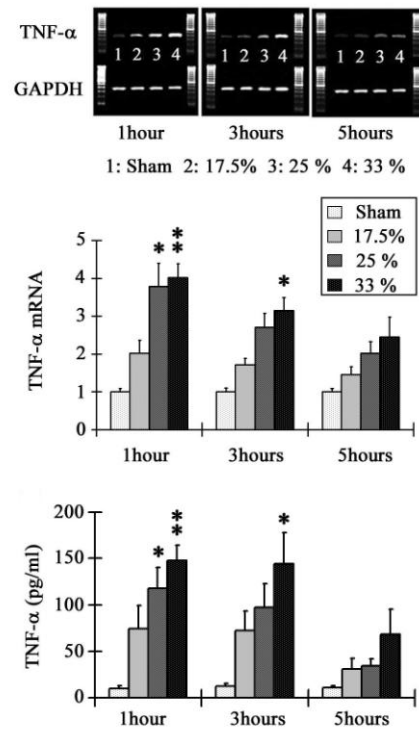 TNF-α
1 2 3 4 1 2 3 4 1 2 3 4
GAPDH
1hour 3hours 5hours
1: Sham 2: 17.5% 3: 25 % 4: 33 %
Sham
17.5%
25 %
33 %
TNF-α mRNA
5
4
3
2
1
0
* ** *
1hour 3hours 5hours
TNF-α (pg/ml)
200
150
100
50
0
* ** *
1hour 3hours 5hours